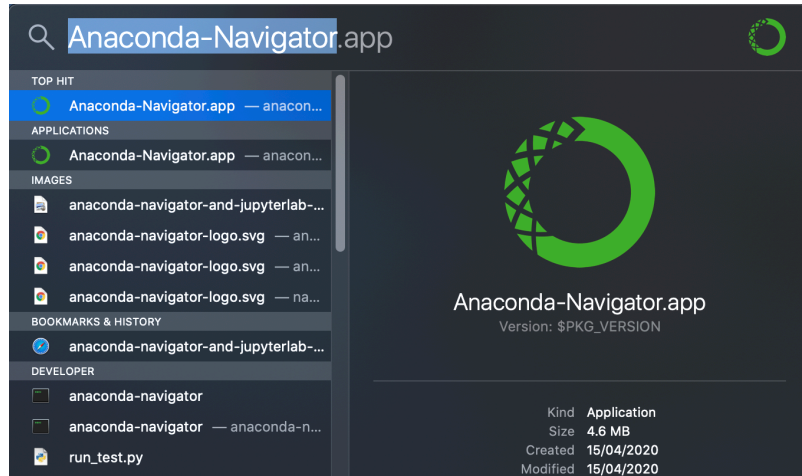 Anaconda-Navigator.app
TOP HIT
Anaconda-Navigator.app — anacon...
APPLICATIONS
Anaconda-Navigator.app — anacon...
IMAGES
anaconda-navigator-and-jupyterlab-...
anaconda-navigator-logo.svg — an...
anaconda-navigator-logo.svg — an...
anaconda-navigator-logo.svg — na...
BOOKMARKS & HISTORY
anaconda-navigator-and-jupyterlab-...
DEVELOPER
anaconda-navigator
anaconda-navigator — anaconda-n...
run_test.py
Anaconda-Navigator.app
Version: $PKG_VERSION
Kind Application
Size 4.6 MB
Created 15/04/2020
Modified 15/04/2020